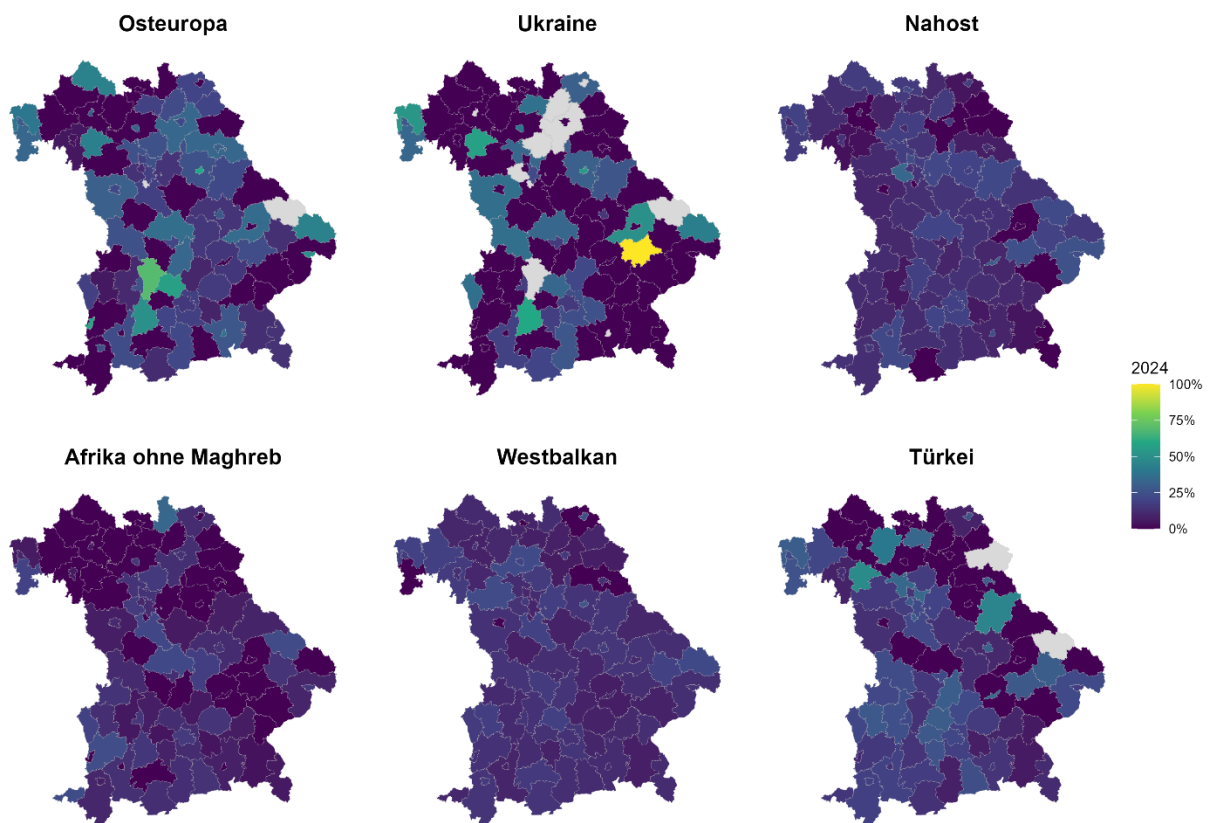 Osteuropa
Ukraine
Nahost
2024
100%
75%
50%
25%
0%
Afrika ohne Maghreb
Westbalkan
Türkei